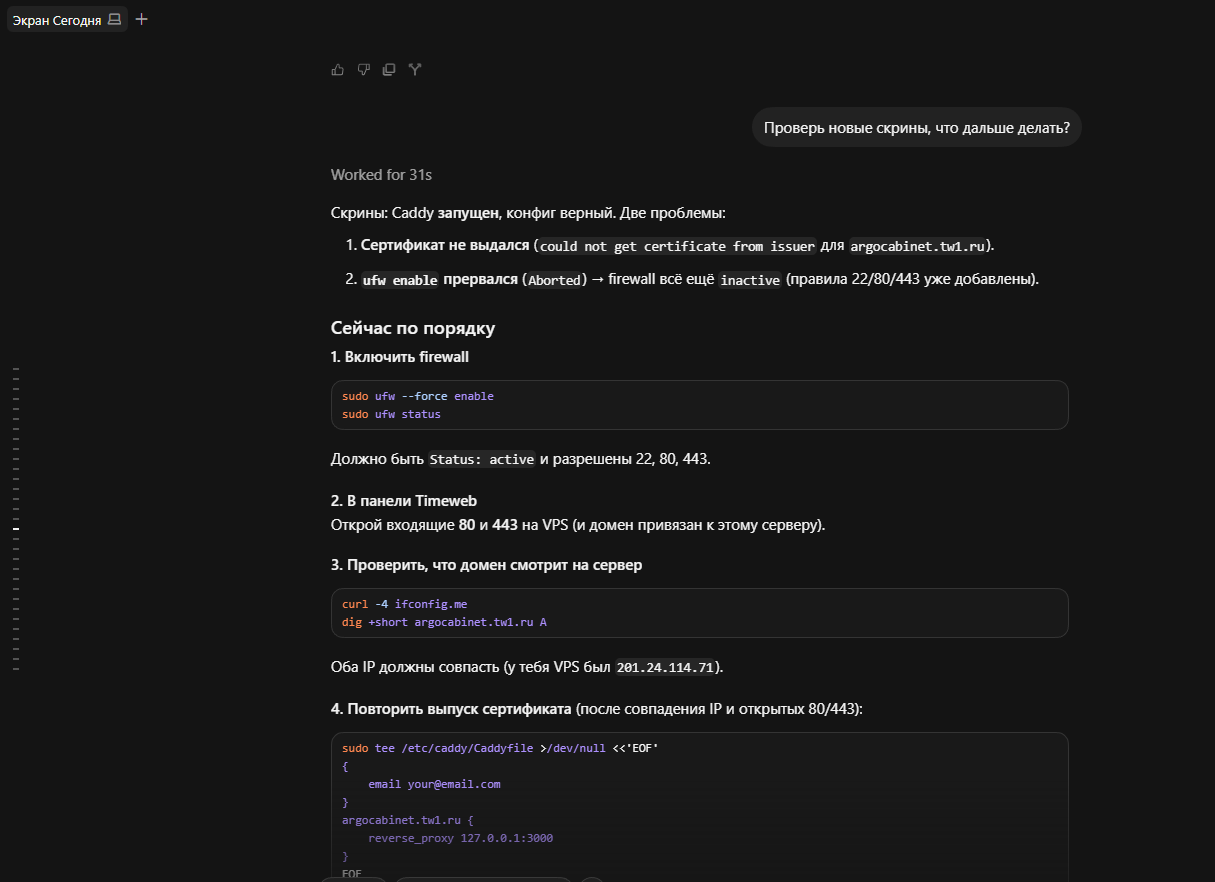 Экран Сегодня
Проверь новые скрины, что дальше делать?
Worked for 31s
Скрины: Caddy запущен, конфиг верный. Две проблемы:
1. Сертификат не выдался (could not get certificate from issuer для argocabinet.tw1.ru).
2. ufw enable прервался (Aborted) → firewall всё ещё inactive (правила 22/80/443 уже добавлены).
Сейчас по порядку
1. Включить firewall
sudo ufw --force enable
sudo ufw status
Должно быть Status: active и разрешены 22, 80, 443.
2. В панели Timeweb
Открой входящие 80 и 443 на VPS (и домен привязан к этому серверу).
3. Проверить, что домен смотрит на сервер
curl -4 ifconfig.me
dig +short argocabinet.tw1.ru A
Оба IP должны совпасть (у тебя VPS был 201.24.114.71).
4. Повторить выпуск сертификата (после совпадения IP и открытых 80/443):
sudo tee /etc/caddy/Caddyfile >/dev/null <<'EOF'
{
    email your@email.com
}
argocabinet.tw1.ru {
    reverse_proxy 127.0.0.1:3000
}
EOF